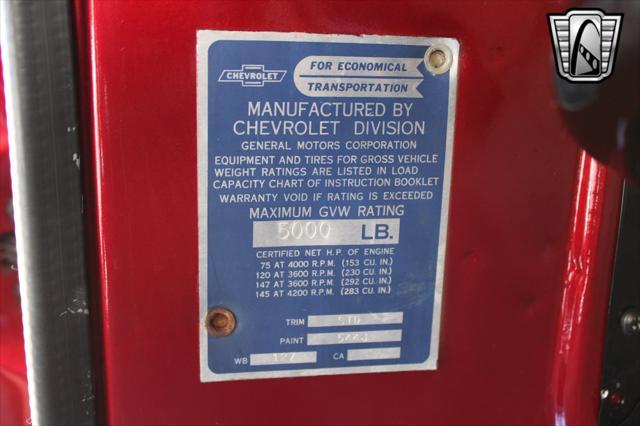 CHEVROLET
FOR ECONOMICAL
TRANSPORTATION
MANUFACTURED BY
CHEVROLET DIVISION
GENERAL MOTORS CORPORATION
EQUIPMENT AND TIRES FOR GROSS VEHICLE
WEIGHT RATINGS ARE LISTED IN LOAD
CAPACITY CHART OF INSTRUCTION BOOKLET
WARRANTY VOID IF RATING IS EXCEEDED
MAXIMUM GVW RATING
5000 LB.
CERTIFIED NET H.P. OF ENGINE
75 AT 4000 R.P.M. (153 CU. IN.)
120 AT 3600 R.P.M. (230 CU. IN.)
147 AT 3600 R.P.M. (292 CU. IN.)
145 AT 4200 R.P.M. (283 CU. IN.)
TRIM STD
PAINT
WB 127 CA